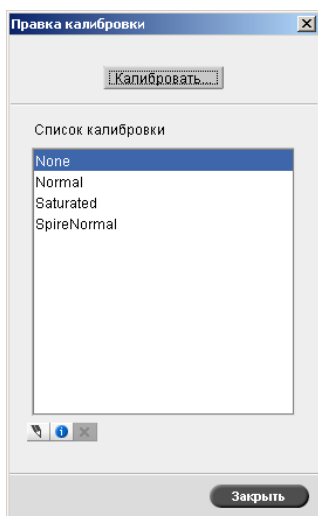 Правка калибровки
Калибровать...
Список калибровки
None
Normal
Saturated
SpireNormal
Закрыть